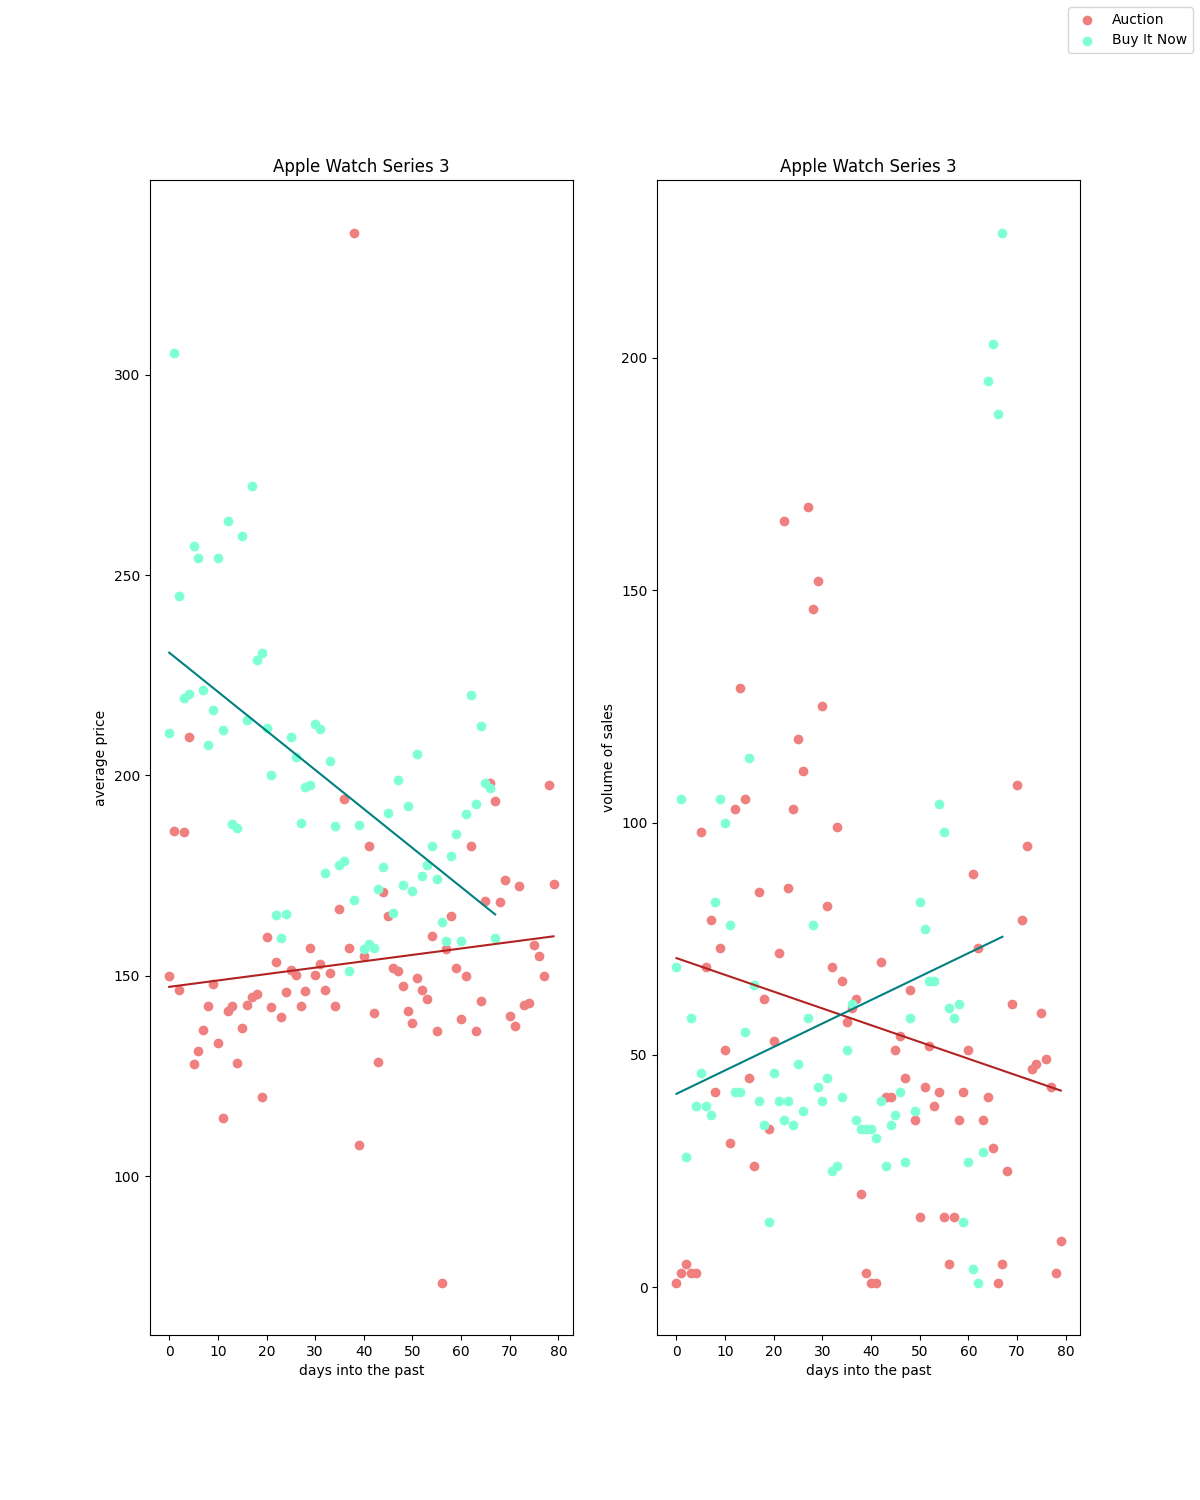 Auction
Buy It Now
Apple Watch Series 3
average price
300
250
200
150
100
0 10 20 30 40 50 60 70 80
days into the past
Apple Watch Series 3
volume of sales
200
150
100
50
0
0 10 20 30 40 50 60 70 80
days into the past